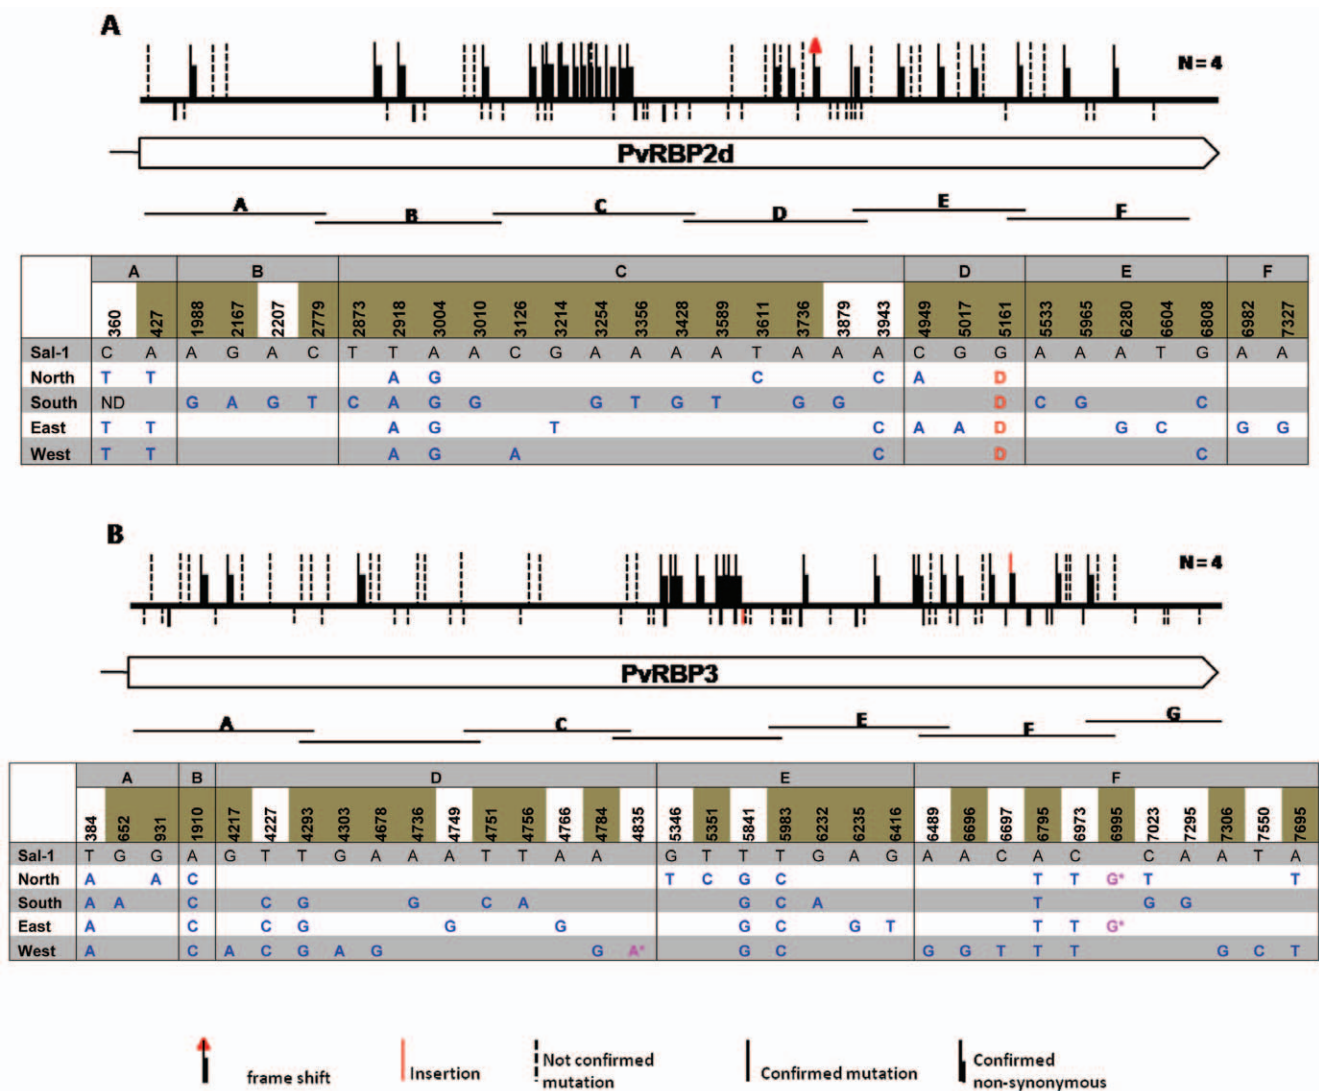 A
N=4
PvRBP2d
A B C D E F
A B C D E F
360 427 1988 2167 2207 2779 2873 2918 3004 3010 3126 3214 3254 3356 3428 3589 3611 3736 3879 3943 4949 5017 5161 5533 5965 6280 6604 6808 6982 7327
Sal-1 C A A G A C T T A A C G A A A A T A A A C G G A A A T G A A
North T T A G C C A D
South ND G A G T C A G G G T G T G G D C G C
East T T A G T C A A D G C G G
West T T A G A C D C
B
N=4
PvRBP3
A C E F G
A B D E F
384 652 931 1910 4217 4227 4293 4303 4678 4736 4749 4751 4756 4766 4784 4835 5346 5351 5841 5983 6232 6235 6416 6489 6696 6697 6795 6973 6995 7023 7295 7306 7550 7695
Sal-1 T G G A G T T G A A A T T A A G T T T G A G A A C A C C A A T A
North A A C T C G C T T G* T T
South A A C C G G C A G C A T G G
East A C C G G G G C G T T T G*
West A C A C G A G G A* G C G G T T T G C T
frame shift
Insertion
Not confirmed
mutation
Confirmed mutation
Confirmed
non-synonymous